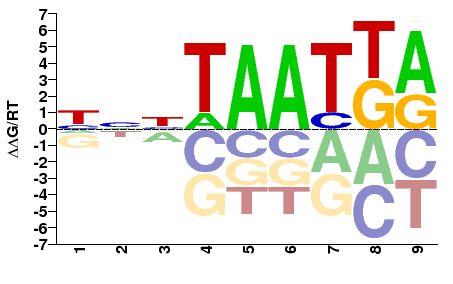 7
6
5
4
3
2
1
0
-1
-2
-3
-4
-5
-6
-7
ΔΔG/RT
T C G
C T
T C A
T A C G
A C G T
A C G T
T C A G
T G A C
A G C T
1 2 3 4 5 6 7 8 9